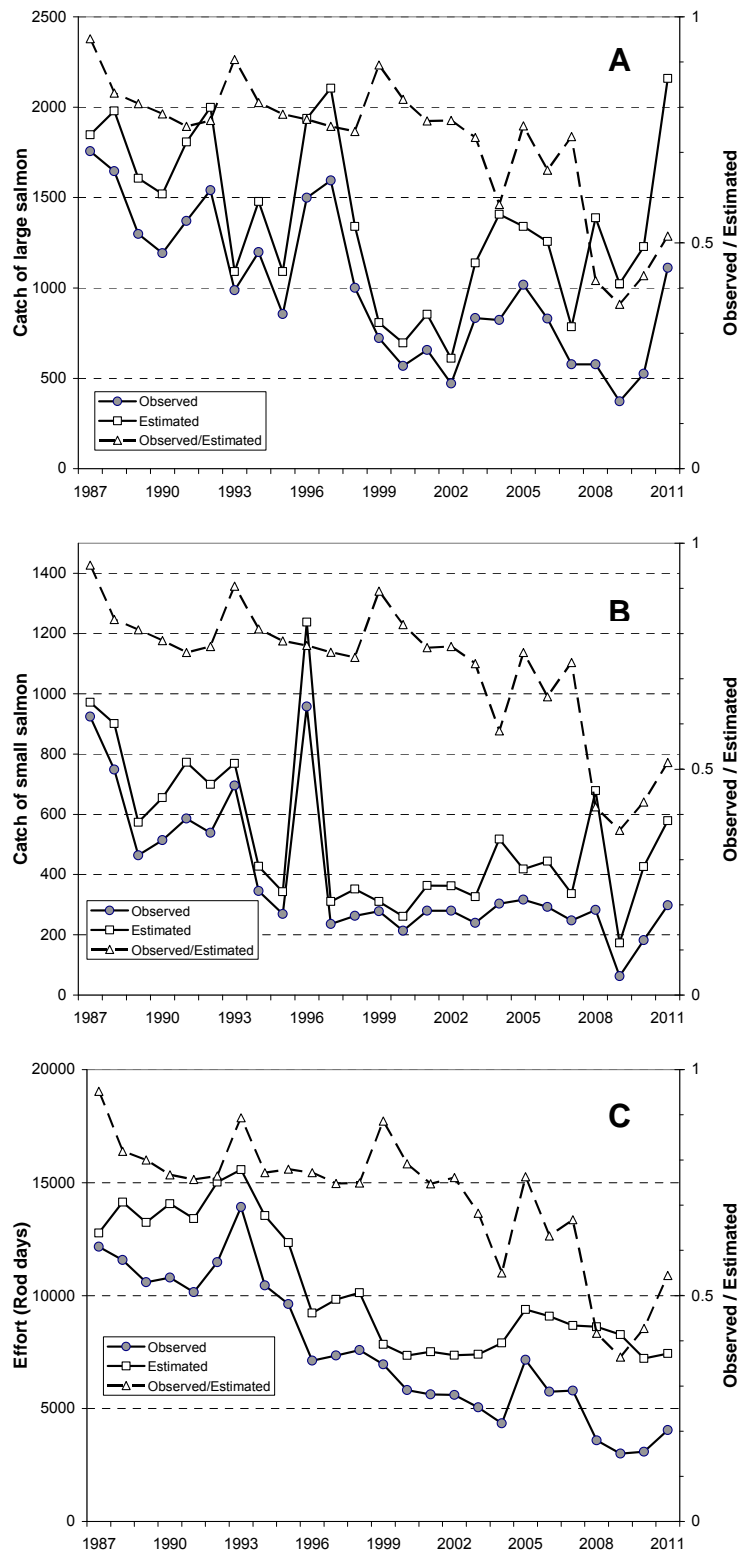 2500
2000
1500
1000
500
0
Catch of large salmon
A
1
0.5
0
Observed / Estimated
Observed
Estimated
Observed/Estimated
1987 1990 1993 1996 1999 2002 2005 2008 2011
1400
1200
1000
800
600
400
200
0
Catch of small salmon
B
1
0.5
0
Observed / Estimated
Observed
Estimated
Observed/Estimated
1987 1990 1993 1996 1999 2002 2005 2008 2011
20000
15000
10000
5000
0
Effort (Rod days)
C
1
0.5
0
Observed / Estimated
Observed
Estimated
Observed/Estimated
1987 1990 1993 1996 1999 2002 2005 2008 2011